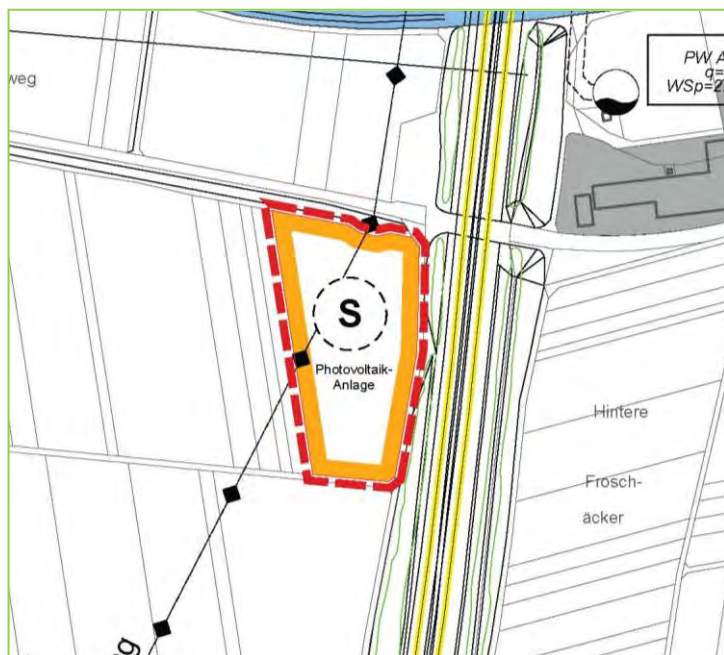 weg
PW A
q=
WSp=2
S
Photovoltaik-
Anlage
Hintere
Frosch-
äcker
g